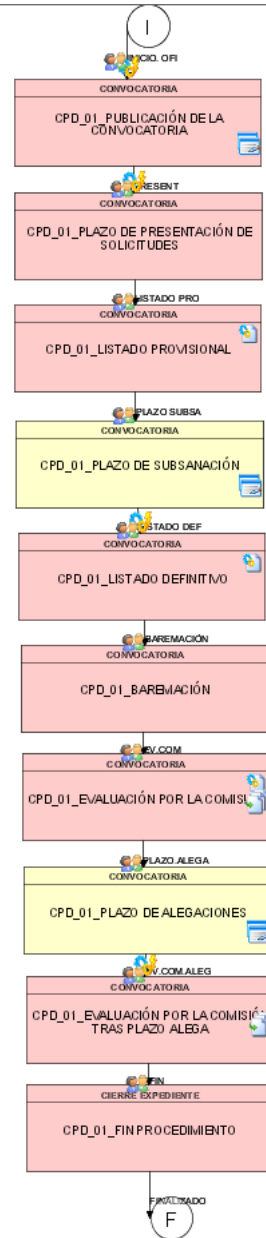 I
INICIO. OFI
CONVOCATORIA
CPD_01_PUBLICACIÓN DE LA
CONVOCATORIA
RESENT
CONVOCATORIA
CPD_01_PLAZO DE PRESENTACIÓN DE
SOLICITUDES
ISTADO PRO
CONVOCATORIA
CPD_01_LISTADO PROVISIONAL
PLAZO SUBSA
CONVOCATORIA
CPD_01_PLAZO DE SUBSANACIÓN
STADO DEF
CONVOCATORIA
CPD_01_LISTADO DEFINITIVO
BAREMACIÓN
CONVOCATORIA
CPD_01_BAREMACIÓN
EV.COM
CONVOCATORIA
CPD_01_EVALUACIÓN POR LA COMISI
PLAZO.ALEGA
CONVOCATORIA
CPD_01_PLAZO DE ALEGACIONES
V.COM.ALEG
CONVOCATORIA
CPD_01_EVALUACIÓN POR LA COMISIÓ
TRAS PLAZO ALEGA
FIN
CIERRE EXPEDIENTE
CPD_01_FIN PROCEDIMIENTO
FINALIZADO
F